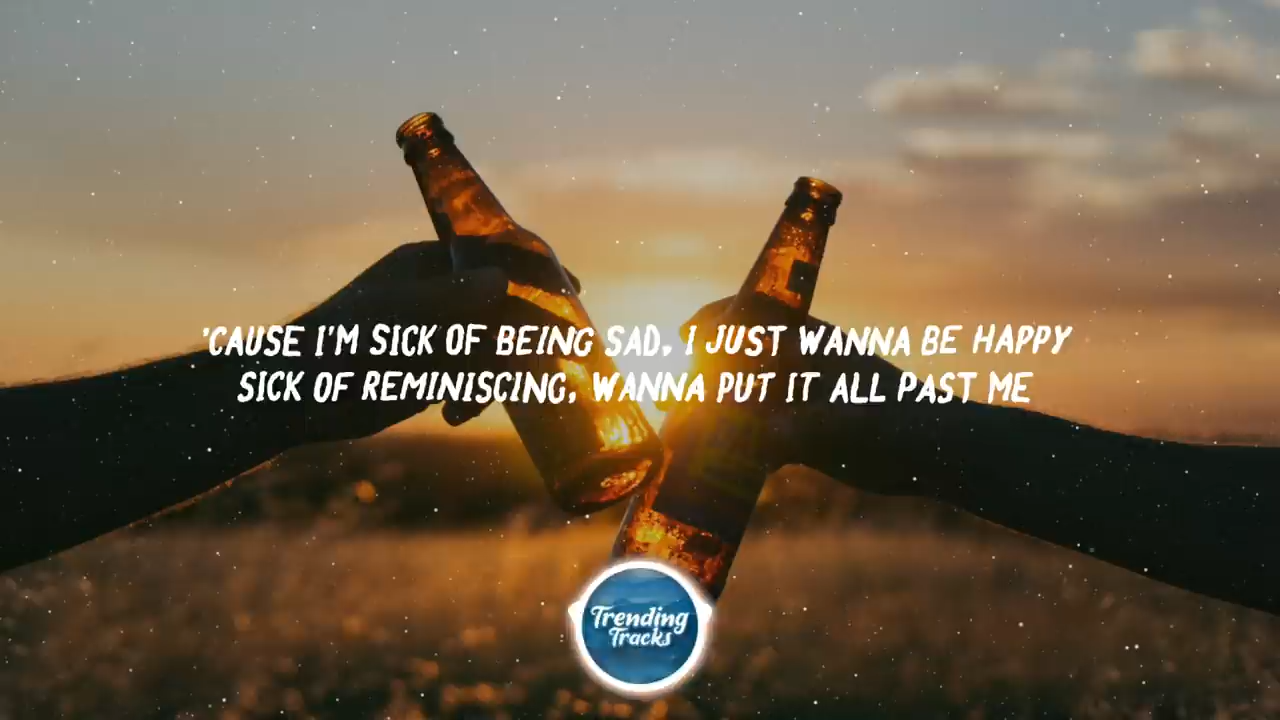 'CAUSE I'M SICK OF BEING SAD, I JUST WANNA BE HAPPY
SICK OF REMINISCING, WANNA PUT IT ALL PAST ME
Trending
Tracks